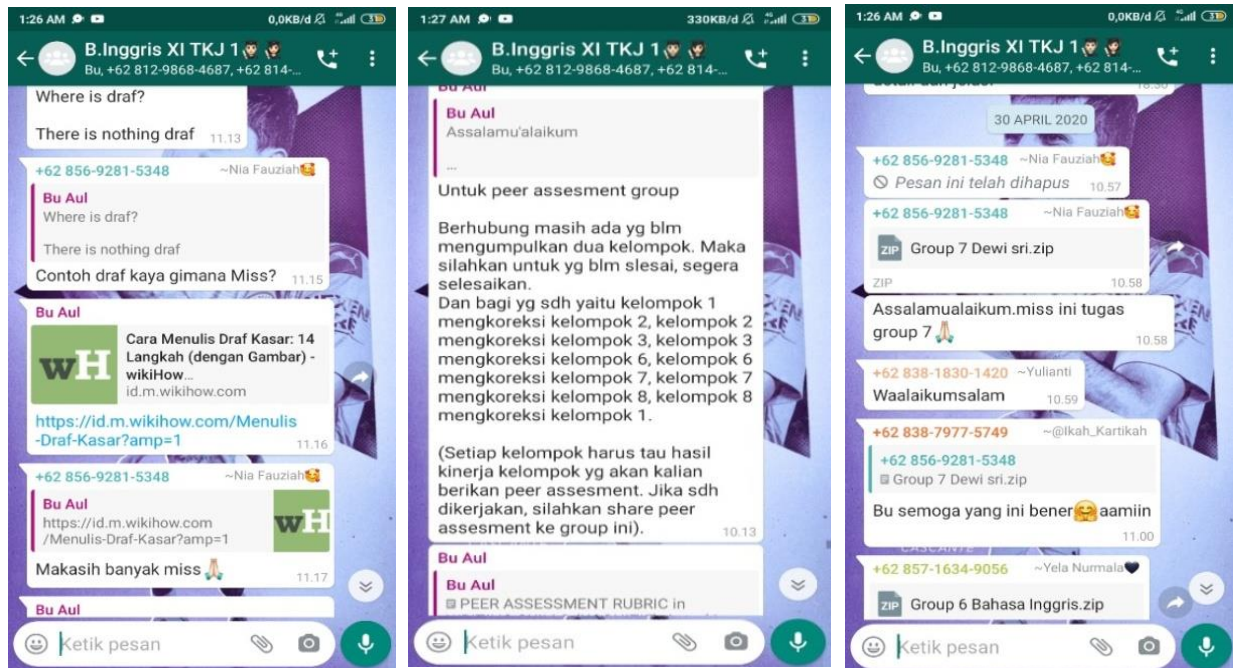 1:26 AM
0,0KB/d
4G
31
B.Inggris XI TKJ 1
Bu, +62 812-9868-4687, +62 814-...
Where is draf?
There is nothing draf 11.13
+62 856-9281-5348 ~Nia Fauziah🥰
Bu Aul
Where is draf?
There is nothing draf
Contoh draf kaya gimana Miss? 11.15
Bu Aul
wH
Cara Menulis Draf Kasar: 14
Langkah (dengan Gambar) -
wikiHow...
id.m.wikihow.com
https://id.m.wikihow.com/Menulis
-Draf-Kasar?amp=1 11.16
+62 856-9281-5348 ~Nia Fauziah🥰
Bu Aul
https://id.m.wikihow.com
/Menulis-Draf-Kasar?amp=1
wH
Makasih banyak miss🙏🏻 11.17
Bu Aul
Ketik pesan
1:27 AM
330KB/d
4G
31
B.Inggris XI TKJ 1
Bu, +62 812-9868-4687, +62 814-...
Bu Aul
Bu Aul
Assalamu'alaikum
...
Untuk peer assesment group
Berhubung masih ada yg blm
mengumpulkan dua kelompok. Maka
silahkan untuk yg blm slesai, segera
selesaikan.
Dan bagi yg sdh yaitu kelompok 1
mengkoreksi kelompok 2, kelompok 2
mengkoreksi kelompok 3, kelompok 3
mengkoreksi kelompok 6, kelompok 6
mengkoreksi kelompok 7, kelompok 7
mengkoreksi kelompok 8, kelompok 8
mengkoreksi kelompok 1.
(Setiap kelompok harus tau hasil
kinerja kelompok yg akan kalian
berikan peer assesment. Jika sdh
dikerjakan, silahkan share peer
assesment ke group ini). 10.13
Bu Aul
Bu Aul
PEER ASSESSMENT RUBRIC in
Ketik pesan
1:26 AM
0,0KB/d
4G
31
B.Inggris XI TKJ 1
Bu, +62 812-9868-4687, +62 814-...
30 APRIL 2020
+62 856-9281-5348 ~Nia Fauziah🥰
Pesan ini telah dihapus 10.57
+62 856-9281-5348 ~Nia Fauziah🥰
ZIP Group 7 Dewi sri.zip
ZIP 10.58
Assalamualaikum.miss ini tugas
group 7🙏🏻 10.58
+62 838-1830-1420 ~Yulianti
Waalaikumsalam 10.59
+62 838-7977-5749 ~@Ikah_Kartikah
+62 856-9281-5348
Group 7 Dewi sri.zip
Bu semoga yang ini bener🤗aamiin
11.00
+62 857-1634-9056 ~Yela Nurmala🖤
ZIP Group 6 Bahasa Inggris.zip
Ketik pesan